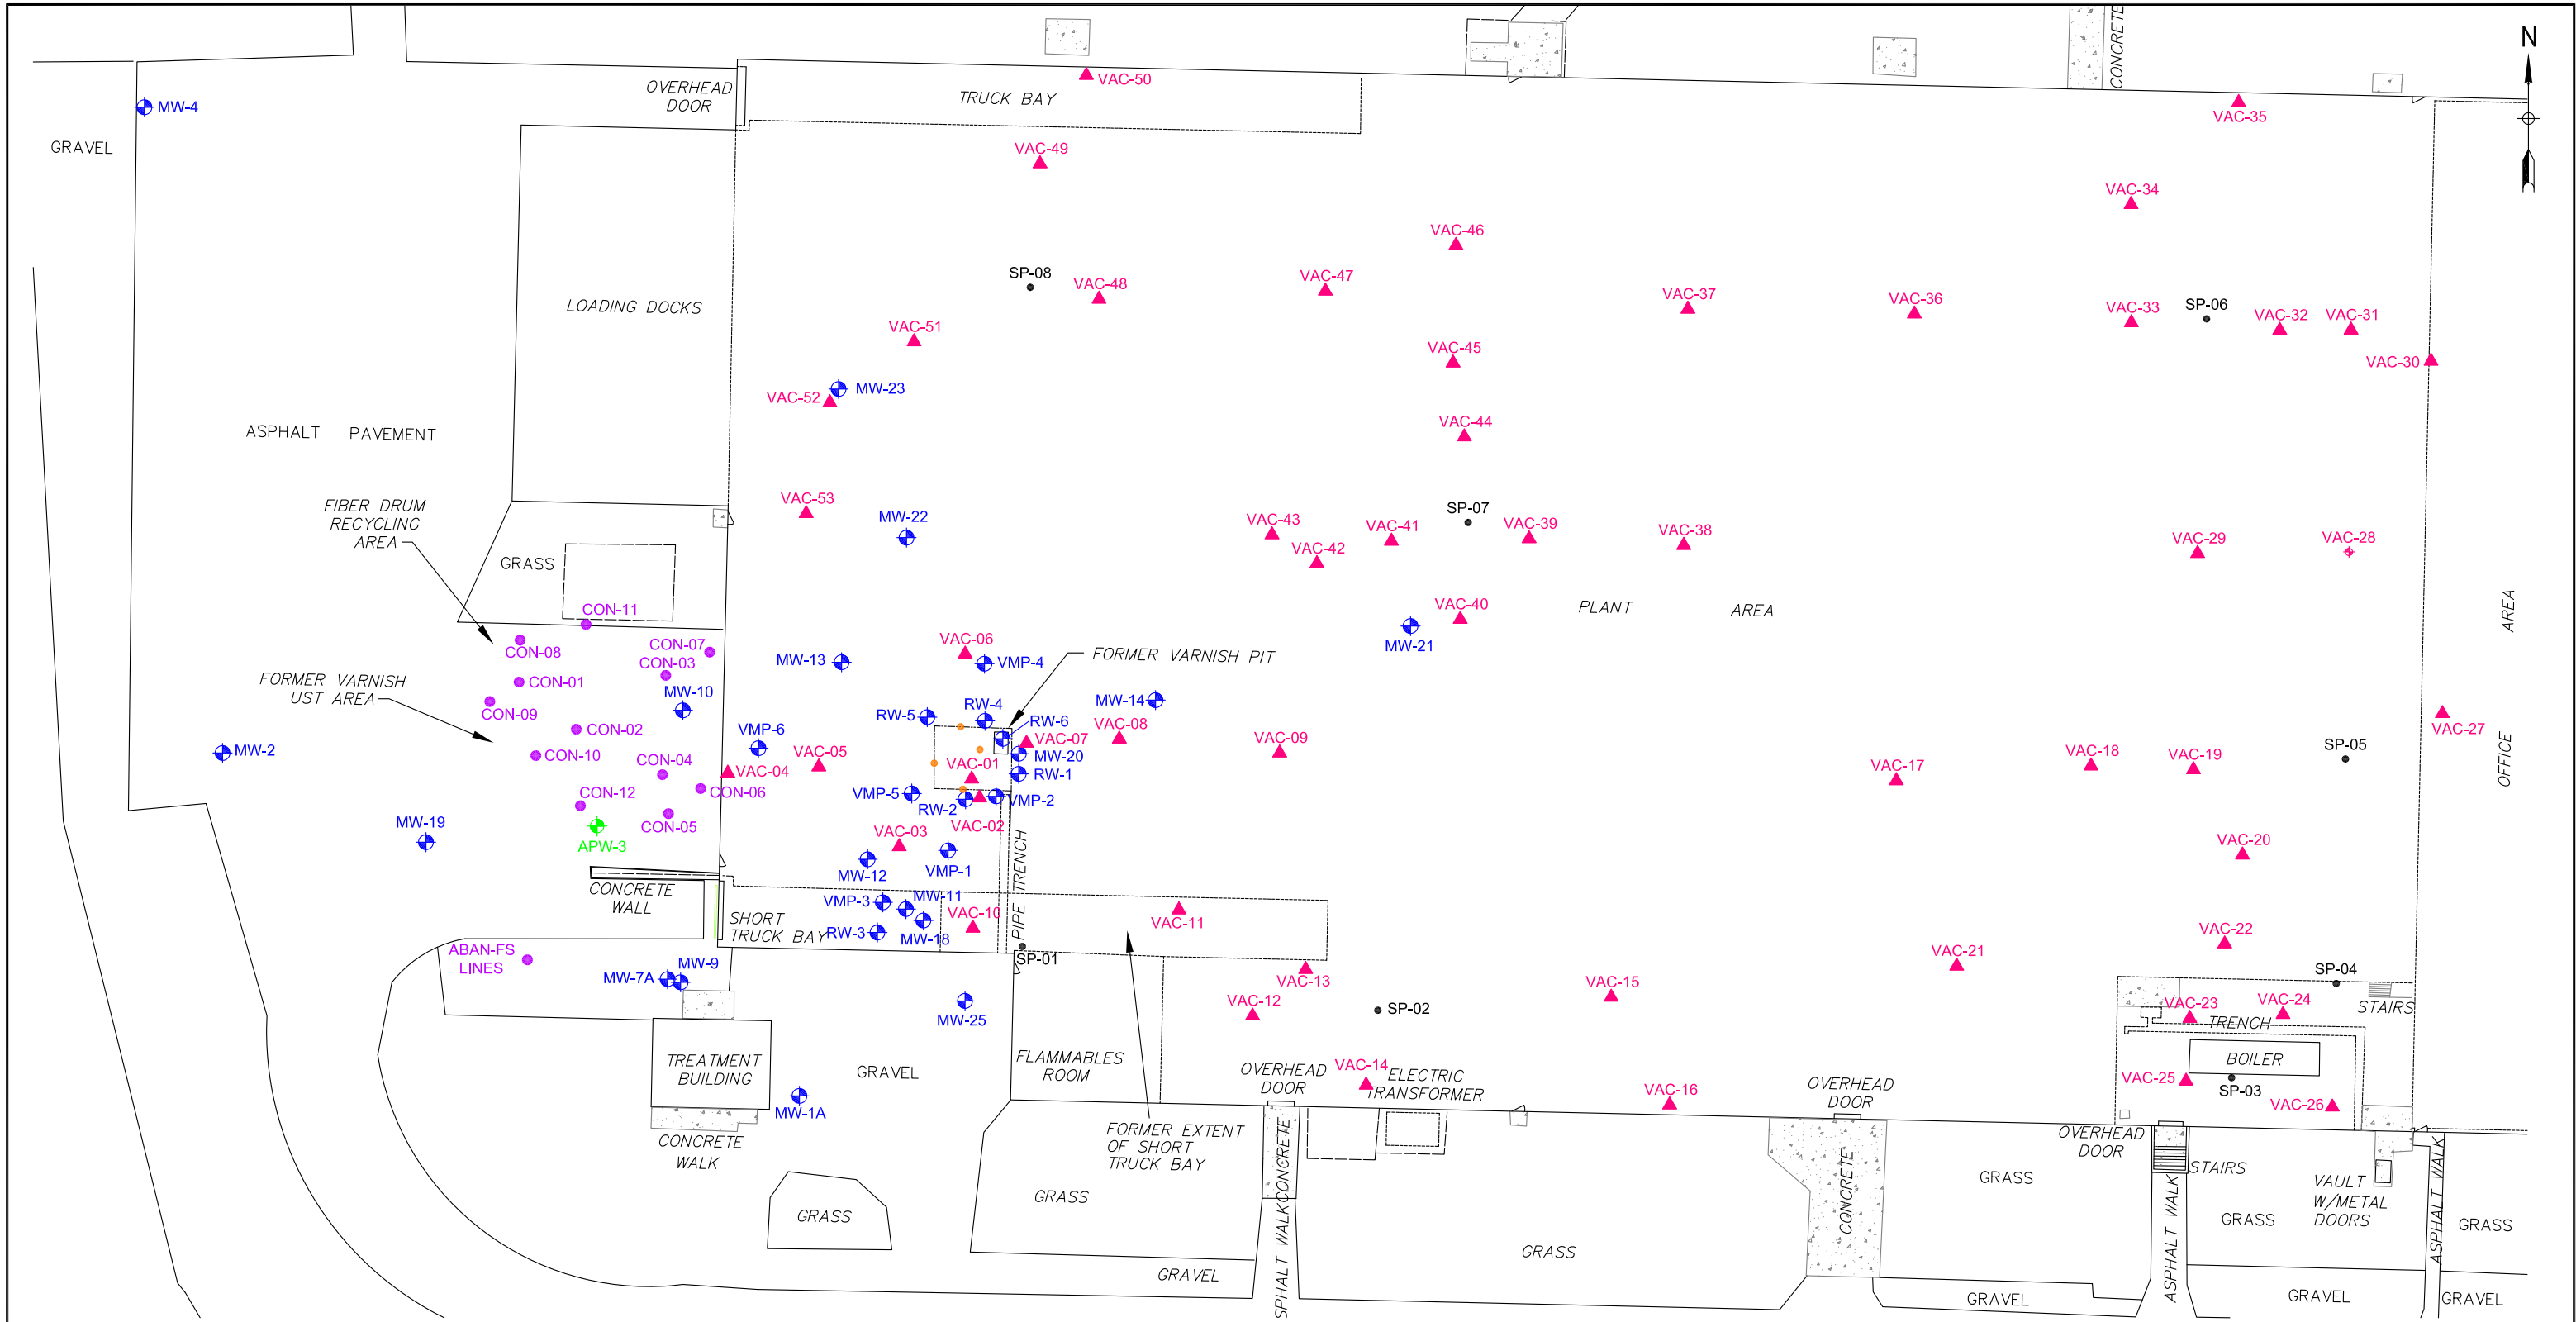 N
CONCRETE
OVERHEAD
DOOR
TRUCK BAY
VAC-50
VAC-35
MW-4
GRAVEL
VAC-49
VAC-34
VAC-46
SP-08
VAC-48
VAC-47
VAC-37
VAC-36
VAC-33
SP-06
VAC-32
VAC-31
LOADING DOCKS
VAC-51
VAC-45
VAC-30
VAC-52
MW-23
ASPHALT PAVEMENT
VAC-44
FIBER DRUM
RECYCLING
AREA
VAC-53
MW-22
VAC-43
VAC-42
VAC-41
SP-07
VAC-39
VAC-38
VAC-29
VAC-28
GRASS
CON-11
VAC-40
MW-21
PLANT AREA
OFFICE AREA
CON-08
CON-07
CON-03
VAC-06
MW-13
VMP-4
FORMER VARNISH PIT
FORMER VARNISH
UST AREA
CON-01
MW-10
CON-09
MW-14
RW-5
RW-4
RW-6
VAC-27
CON-02
VMP-6
VAC-08
VAC-07
MW-2
CON-10
VAC-05
MW-20
VAC-09
SP-05
CON-04
VAC-04
VAC-01
RW-1
VAC-17
VAC-18
VAC-19
CON-06
VMP-5
RW-2
VMP-2
CON-12
CON-05
MW-19
APW-3
VAC-03
VAC-02
VAC-20
MW-12
VMP-1
PIPE TRENCH
CONCRETE
WALL
SHORT
TRUCK BAY
VMP-3
MW-11
VAC-10
VAC-11
RW-3
MW-18
VAC-22
ABAN-FS
LINES
SP-01
VAC-13
VAC-21
SP-04
MW-7A
MW-9
VAC-15
VAC-12
SP-02
MW-25
VAC-23
VAC-24
STAIRS
TRENCH
TREATMENT
BUILDING
GRAVEL
FLAMMABLES
ROOM
OVERHEAD
DOOR
VAC-14
ELECTRIC
TRANSFORMER
VAC-16
OVERHEAD
DOOR
BOILER
VAC-25
SP-03
VAC-26
MW-1A
CONCRETE
WALK
FORMER EXTENT
OF SHORT
TRUCK BAY
CONCRETE
OVERHEAD
DOOR
STAIRS
CONCRETE
GRASS
VAULT
W/METAL
DOORS
ASPHALT WALK
GRASS
GRASS
GRASS
GRASS
GRASS
GRAVEL
SPHALT WALK
ASPHALT WALK
GRAVEL
GRAVEL
GRAVEL